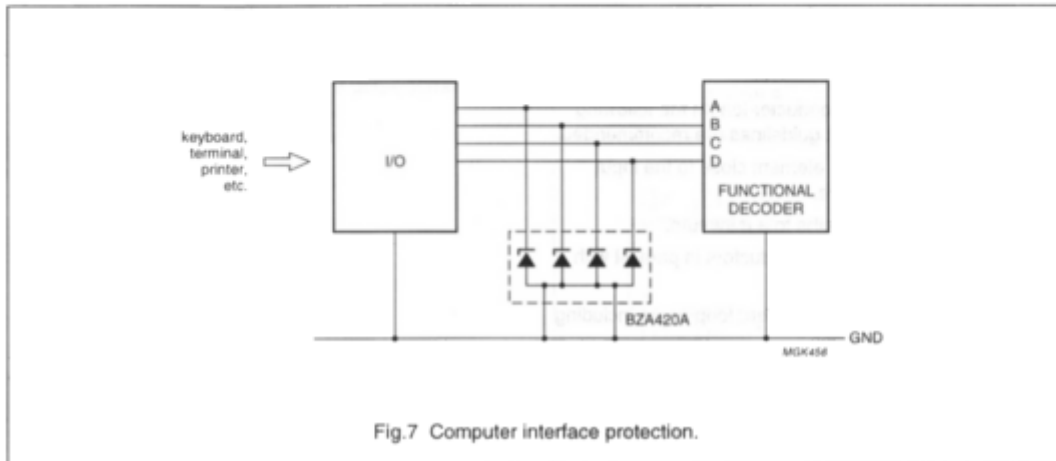 keyboard,
terminal,
printer,
etc.
I/O
A
B
C
D
FUNCTIONAL
DECODER
BZA420A
GND
MGK456
Fig.7 Computer interface protection.